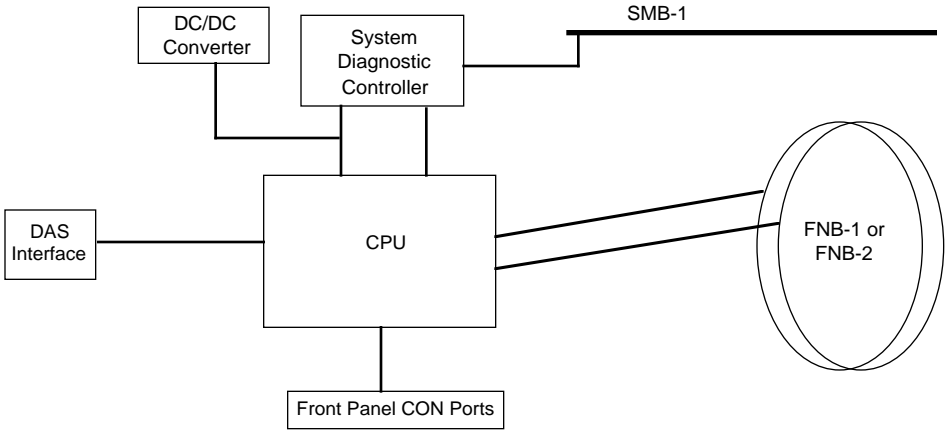 SMB-1
DC/DC
Converter
System
Diagnostic
Controller
DAS
Interface
CPU
FNB-1 or
FNB-2
Front Panel CON Ports